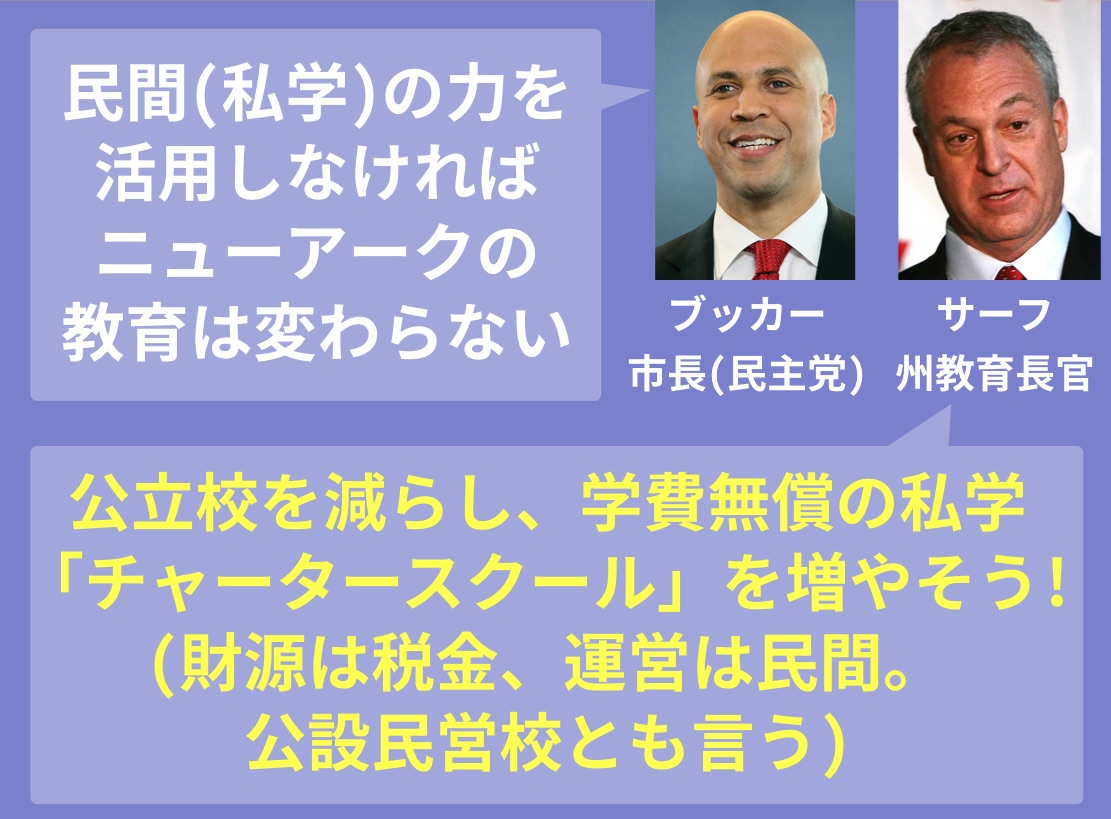 民間(私学)の力を
活用しなければ
ニューアークの
教育は変わらない
ブッカー
市長(民主党)
サーフ
州教育長官
公立校を減らし、学費無償の私学
「チャータースクール」を増やそう!
(財源は税金、運営は民間。
公設民営校とも言う)